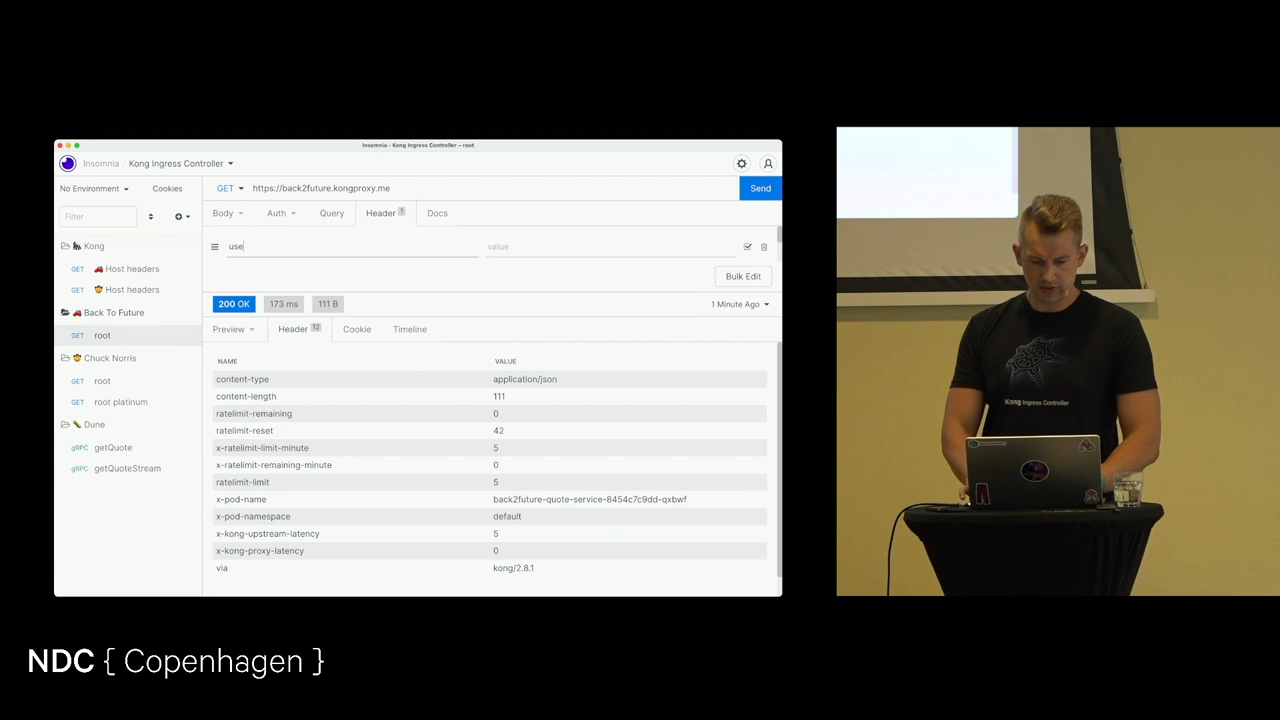 Insomnia - Kong Ingress Controller – root
Insomnia / Kong Ingress Controller
No Environment
Cookies
GET
https://back2future.kongproxy.me
Send
Filter
Body
Auth
Query
Header 1
Docs
use
value
Bulk Edit
Kong
GET Host headers
GET Host headers
Back To Future
GET root
Chuck Norris
GET root
GET root platinum
Dune
gRPC getQuote
gRPC getQuoteStream
200 OK
173 ms
111 B
1 Minute Ago
Preview
Header 12
Cookie
Timeline
NAME VALUE
content-type application/json
content-length 111
ratelimit-remaining 0
ratelimit-reset 42
x-ratelimit-limit-minute 5
x-ratelimit-remaining-minute 0
ratelimit-limit 5
x-pod-name back2future-quote-service-8454c7c9dd-qxbwf
x-pod-namespace default
x-kong-upstream-latency 5
x-kong-proxy-latency 0
via kong/2.8.1
Kong Ingress Controller
NDC { Copenhagen }